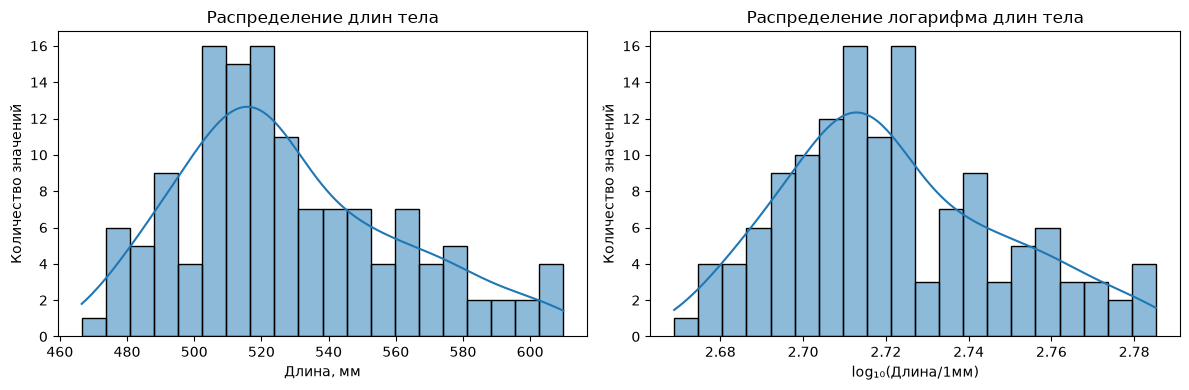 Распределение длин тела
Количество значений
16
14
12
10
8
6
4
2
0
460 480 500 520 540 560 580 600
Длина, мм
Распределение логарифма длин тела
Количество значений
16
14
12
10
8
6
4
2
0
2.68 2.70 2.72 2.74 2.76 2.78
log₁₀(Длина/1мм)